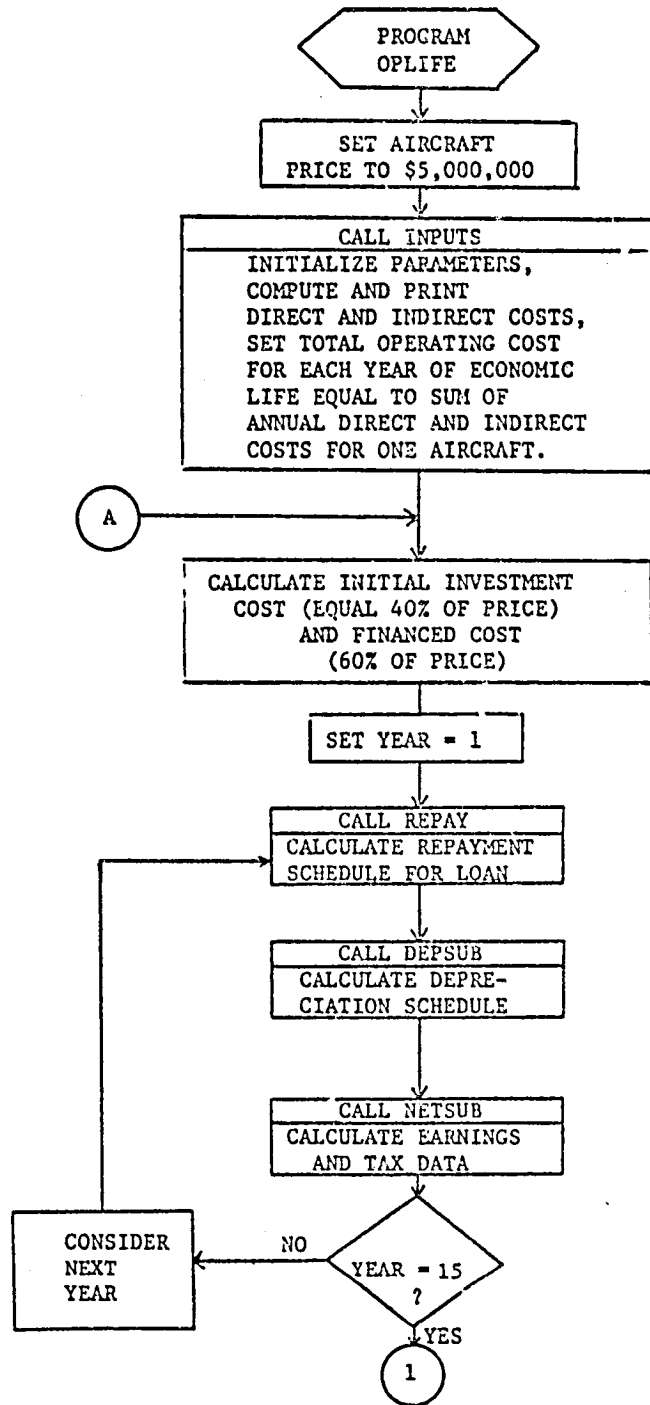 PROGRAM
OPLIFE
SET AIRCRAFT
PRICE TO $5,000,000
CALL INPUTS
INITIALIZE PARAMETERS,
COMPUTE AND PRINT
DIRECT AND INDIRECT COSTS,
SET TOTAL OPERATING COST
FOR EACH YEAR OF ECONOMIC
LIFE EQUAL TO SUM OF
ANNUAL DIRECT AND INDIRECT
COSTS FOR ONE AIRCRAFT.
A
CALCULATE INITIAL INVESTMENT
COST (EQUAL 40% OF PRICE)
AND FINANCED COST
(60% OF PRICE)
SET YEAR = 1
CALL REPAY
CALCULATE REPAYMENT
SCHEDULE FOR LOAN
CALL DEPSUB
CALCULATE DEPRE-
CIATION SCHEDULE
CALL NETSUB
CALCULATE EARNINGS
AND TAX DATA
CONSIDER
NEXT
YEAR
NO
YEAR = 15
?
YES
1